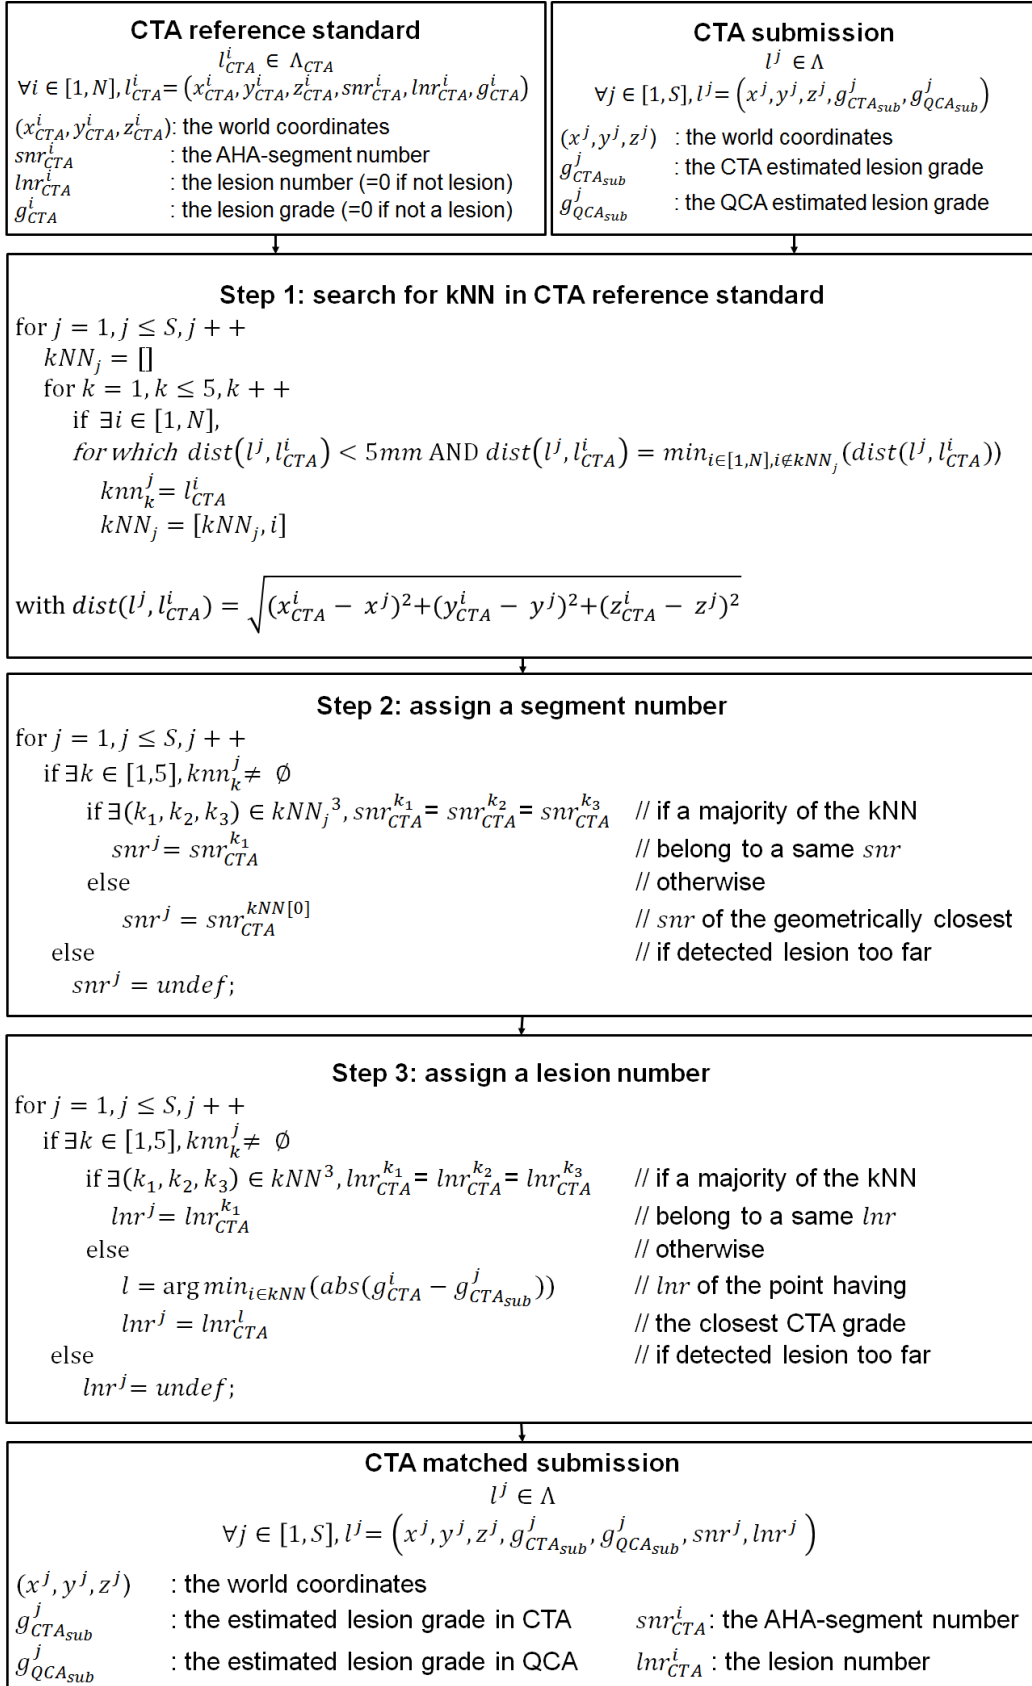 CTA reference standard
l^i_CTA ∈ Λ_CTA
∀i ∈ [1, N], l^i_CTA = (x^i_CTA, y^i_CTA, z^i_CTA, snr^i_CTA, lnr^i_CTA, g^i_CTA)
(x^i_CTA, y^i_CTA, z^i_CTA): the world coordinates
snr^i_CTA : the AHA-segment number
lnr^i_CTA : the lesion number (=0 if not lesion)
g^i_CTA : the lesion grade (=0 if not a lesion)
CTA submission
l^j ∈ Λ
∀j ∈ [1, S], l^j = (x^j, y^j, z^j, g^j_CTA_sub, g^j_QCA_sub)
(x^j, y^j, z^j) : the world coordinates
g^j_CTA_sub : the CTA estimated lesion grade
g^j_QCA_sub : the QCA estimated lesion grade
Step 1: search for kNN in CTA reference standard
for j = 1, j ≤ S, j + +
kNN_j = []
for k = 1, k ≤ 5, k + +
if ∃i ∈ [1, N],
for which dist(l^j, l^i_CTA) < 5mm AND dist(l^j, l^i_CTA) = min_{i∈[1,N],i∉kNN_j}(dist(l^j, l^i_CTA))
knn^j_k = l^i_CTA
kNN_j = [kNN_j, i]
with dist(l^j, l^i_CTA) = √((x^i_CTA − x^j)²+(y^i_CTA − y^j)²+(z^i_CTA − z^j)²)
Step 2: assign a segment number
for j = 1, j ≤ S, j + +
if ∃k ∈ [1,5], knn^j_k ≠ ∅
if ∃(k_1, k_2, k_3) ∈ kNN_j^3, snr^{k_1}_CTA = snr^{k_2}_CTA = snr^{k_3}_CTA // if a majority of the kNN
snr^j = snr^{k_1}_CTA // belong to a same snr
else // otherwise
snr^j = snr^{kNN[0]}_CTA // snr of the geometrically closest
else // if detected lesion too far
snr^j = undef;
Step 3: assign a lesion number
for j = 1, j ≤ S, j + +
if ∃k ∈ [1,5], knn^j_k ≠ ∅
if ∃(k_1, k_2, k_3) ∈ kNN^3, lnr^{k_1}_CTA = lnr^{k_2}_CTA = lnr^{k_3}_CTA // if a majority of the kNN
lnr^j = lnr^{k_1}_CTA // belong to a same lnr
else // otherwise
l = arg min_{i∈kNN}(abs(g^i_CTA − g^j_CTA_sub)) // lnr of the point having
lnr^j = lnr^l_CTA // the closest CTA grade
else // if detected lesion too far
lnr^j = undef;
CTA matched submission
l^j ∈ Λ
∀j ∈ [1, S], l^j = (x^j, y^j, z^j, g^j_CTA_sub, g^j_QCA_sub, snr^j, lnr^j)
(x^j, y^j, z^j) : the world coordinates
g^j_CTA_sub : the estimated lesion grade in CTA snr^i_CTA : the AHA-segment number
g^j_QCA_sub : the estimated lesion grade in QCA lnr^i_CTA : the lesion number